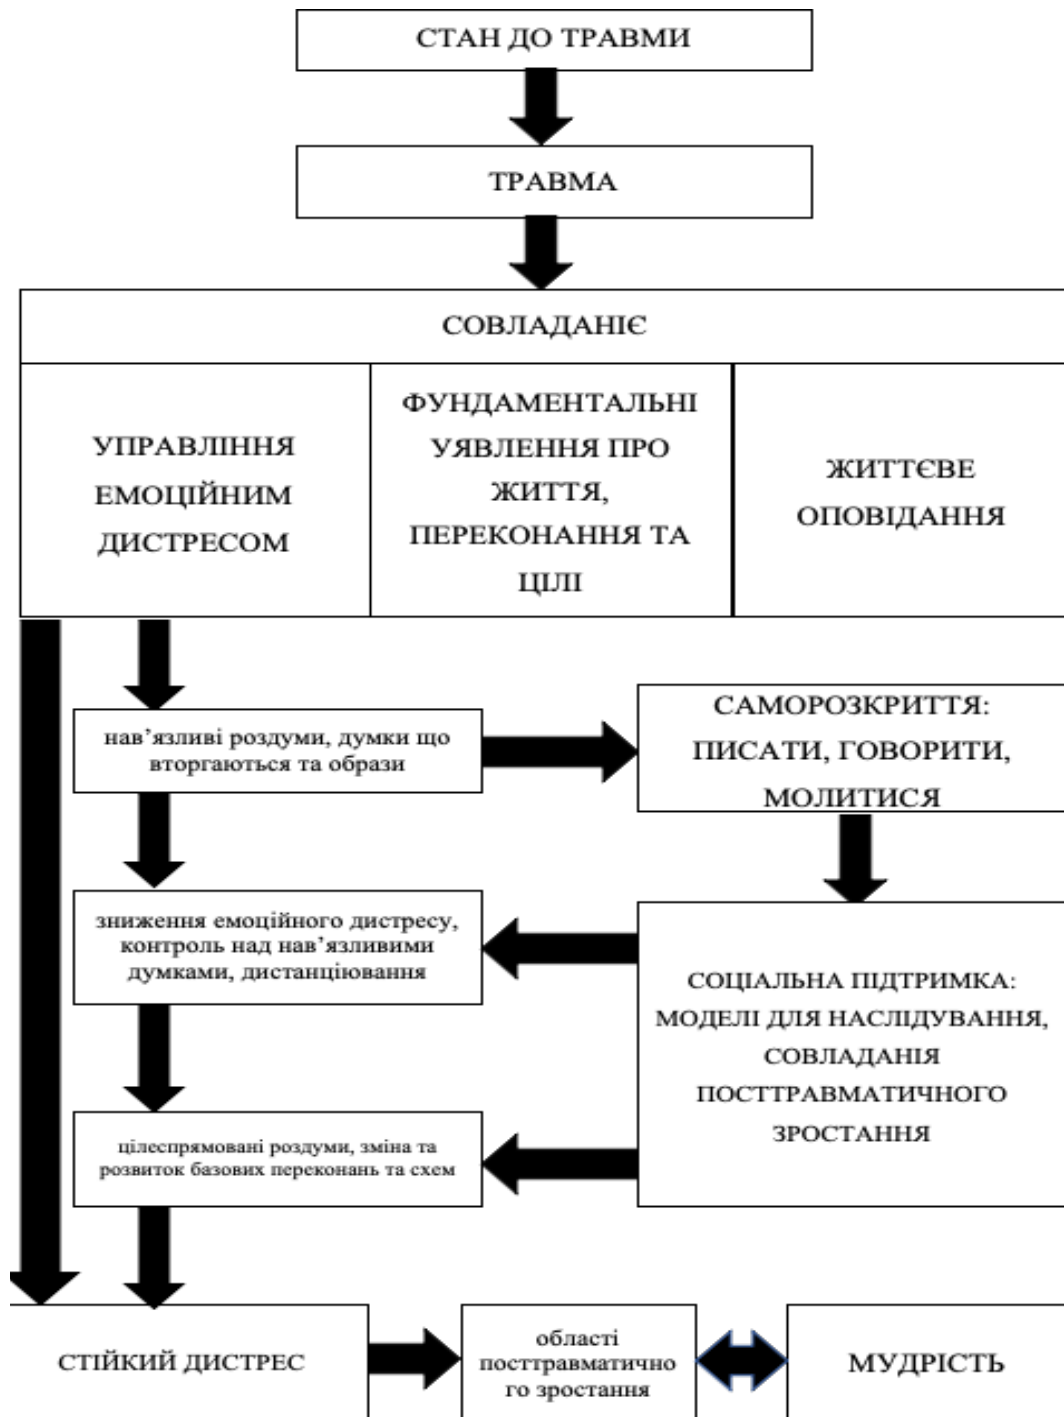 СТАН ДО ТРАВМИ
ТРАВМА
СОВЛАДАНІЄ
УПРАВЛІННЯ
ЕМОЦІЙНИМ
ДИСТРЕСОМ
ФУНДАМЕНТАЛЬНІ
УЯВЛЕННЯ ПРО
ЖИТТЯ,
ПЕРЕКОНАННЯ ТА
ЦІЛІ
ЖИТТЄВЕ
ОПОВІДАННЯ
нав’язливі роздуми, думки що
вторгаються та образи
САМОРОЗКРИТТЯ:
ПИСАТИ, ГОВОРИТИ,
МОЛИТИСЯ
зниження емоційного дистресу,
контроль над нав’язливими
думками, дистанціювання
СОЦІАЛЬНА ПІДТРИМКА:
МОДЕЛІ ДЛЯ НАСЛІДУВАННЯ,
СОВЛАДАНІЯ
ПОСТТРАВМАТИЧНОГО
ЗРОСТАННЯ
цілеспрямовані роздуми, зміна та
розвиток базових переконань та схем
СТІЙКИЙ ДИСТРЕС
області
посттравматично
го зростання
МУДРІСТЬ